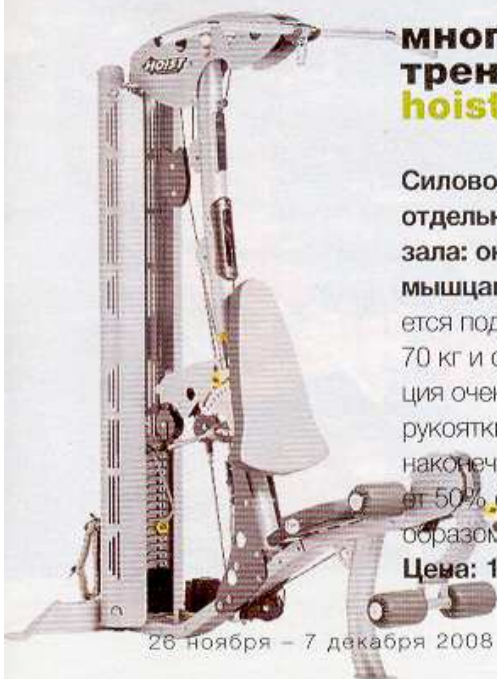 HOIST
мног
трен
hoist
Силово
отдельн
зала: ок
мышцам
ется под
70 кг и с
ция очен
рукоятки
наконеч
от 50%
образом
Цена: 1
26 ноября – 7 декабря 2008